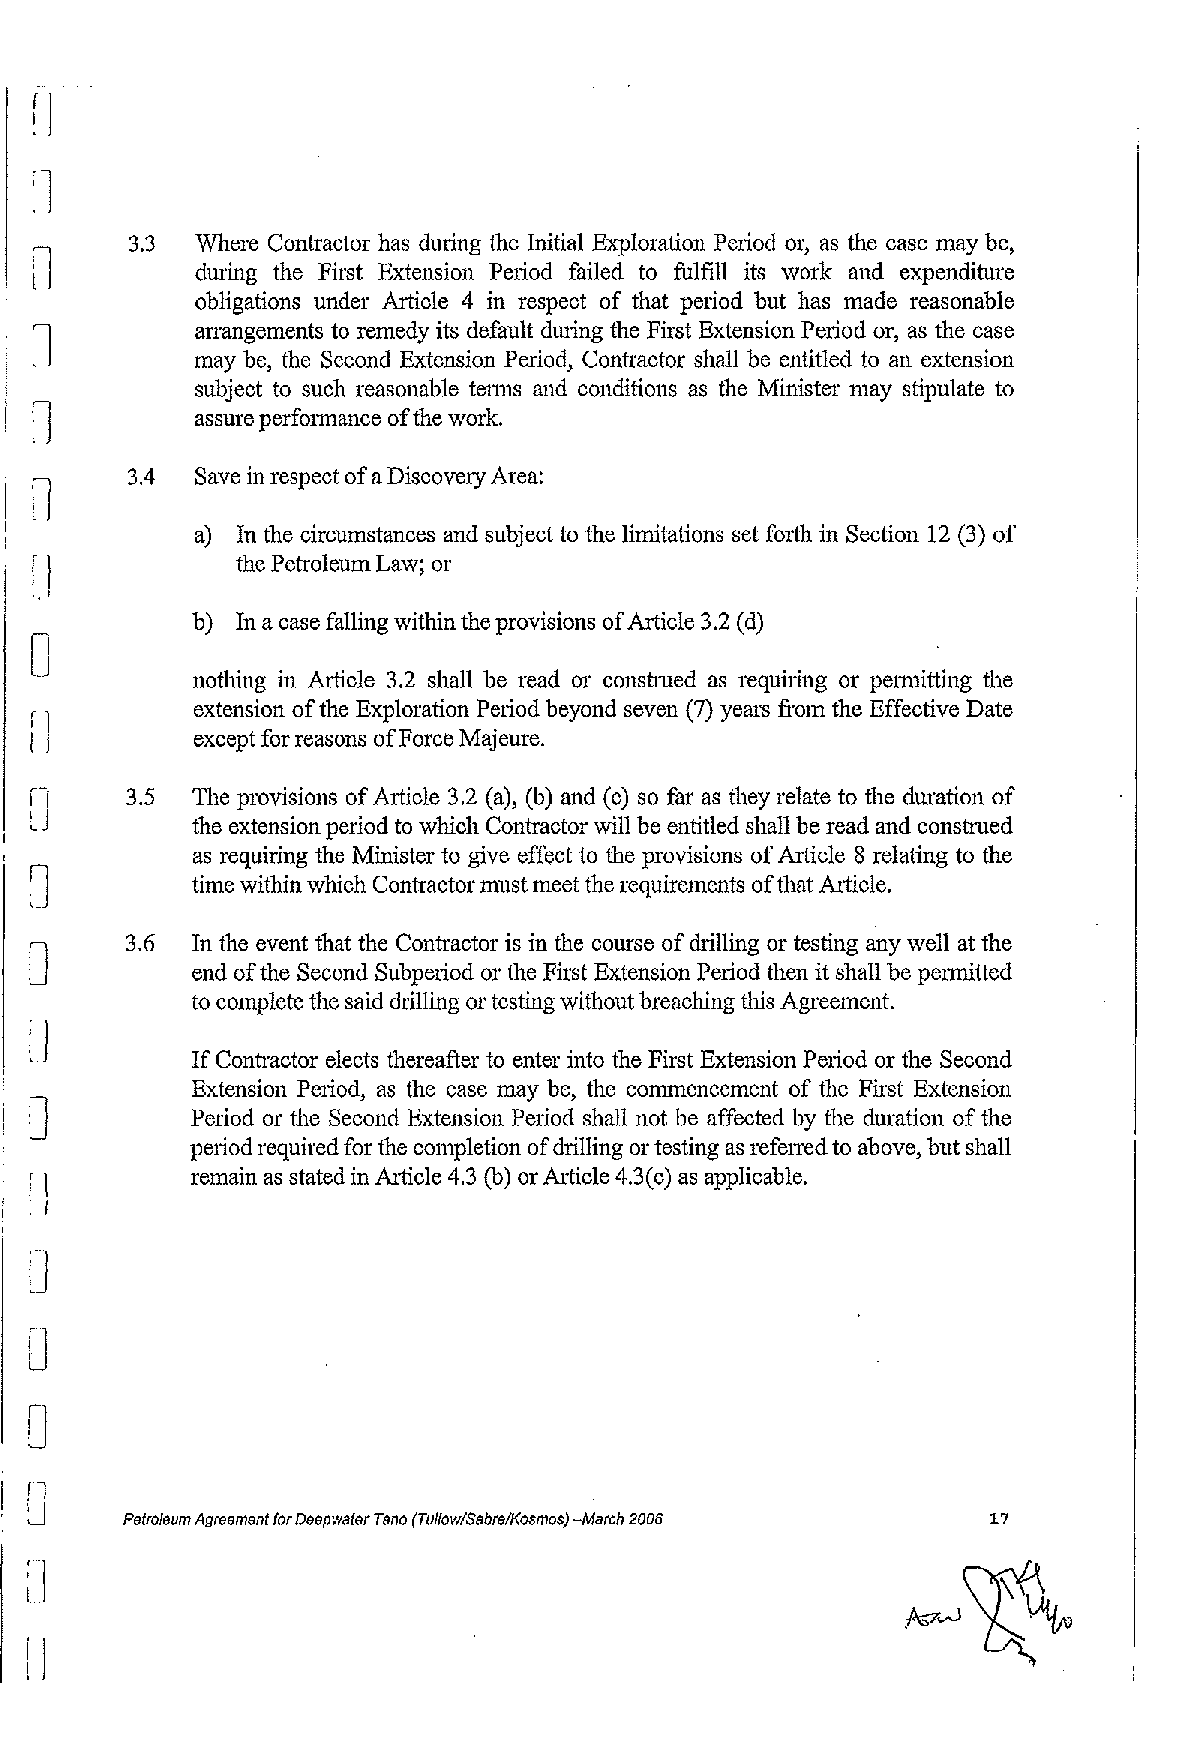 3.3 Where Contractor has during the Initial Exploration Period or, as the case may be,
during the First Extension Period failed to fulfill its work and expenditure
obligations under Article 4 in respect of that period but has made reasonable
arrangements to remedy its default during the First Extension Period or, as the case
may be, the Second Extension Period, Contractor shall be entitled to an extension
subject to such reasonable terms and conditions as the Minister may stipulate to
assure performance of the work.
3.4 Save in respect of a Discovery Area:
a) In the circumstances and subject to the limitations set forth in Section 12 (3) of
the Petroleum Law; or
b) In a case falling within the provisions of Article 3.2 (d)
nothing in Article 3.2 shall be read or construed as requiring or permitting the
extension of the Exploration Period beyond seven (7) years from the Effective Date
except for reasons of Force Majeure.
3.5 The provisions of Article 3.2 (a), (b) and (c) so far as they relate to the duration of
the extension period to which Contractor will be entitled shall be read and construed
as requiring the Minister to give effect to the provisions of Article 8 relating to the
time within which Contractor must meet the requirements of that Article.
3.6 In the event that the Contractor is in the course of drilling or testing any well at the
end of the Second Subperiod or the First Extension Period then it shall be permitted
to complete the said drilling or testing without breaching this Agreement.
If Contractor elects thereafter to enter into the First Extension Period or the Second
Extension Period, as the case may be, the commencement of the First Extension
Period or the Second Extension Period shall not be affected by the duration of the
period required for the completion of drilling or testing as referred to above, but shall
remain as stated in Article 4.3 (b) or Article 4.3(c) as applicable.
Petroleum Agreement for Deepwater Tano (Tullow/Sabre/Kosmos) –March 2006 17